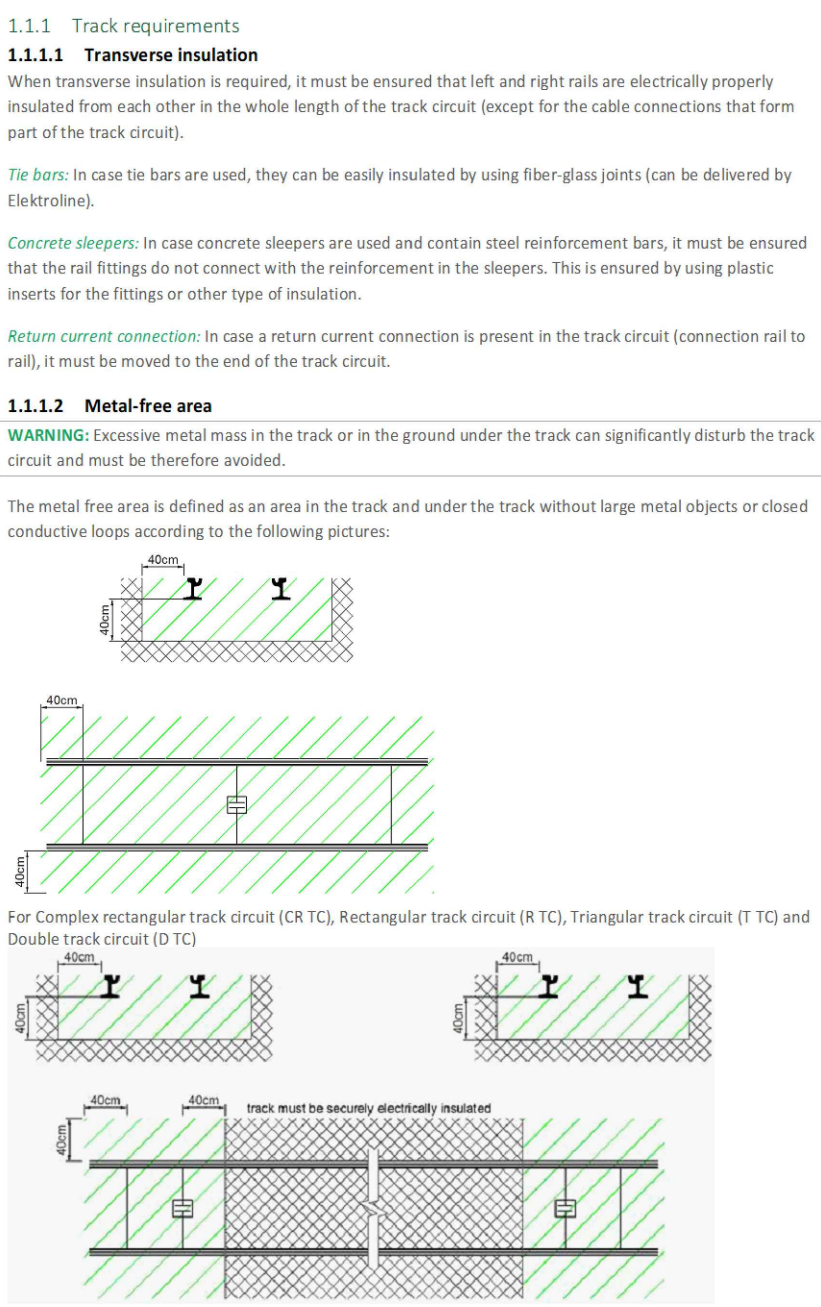 1.1.1 Track requirements
1.1.1.1 Transverse insulation
When transverse insulation is required, it must be ensured that left and right rails are electrically properly
insulated from each other in the whole length of the track circuit (except for the cable connections that form
part of the track circuit).
Tie bars: In case tie bars are used, they can be easily insulated by using fiber-glass joints (can be delivered by
Elektroline).
Concrete sleepers: In case concrete sleepers are used and contain steel reinforcement bars, it must be ensured
that the rail fittings do not connect with the reinforcement in the sleepers. This is ensured by using plastic
inserts for the fittings or other type of insulation.
Return current connection: In case a return current connection is present in the track circuit (connection rail to
rail), it must be moved to the end of the track circuit.
1.1.1.2 Metal-free area
WARNING: Excessive metal mass in the track or in the ground under the track can significantly disturb the track
circuit and must be therefore avoided.
The metal free area is defined as an area in the track and under the track without large metal objects or closed
conductive loops according to the following pictures:
40cm
40cm
40cm
40cm
For Complex rectangular track circuit (CR TC), Rectangular track circuit (R TC), Triangular track circuit (T TC) and
Double track circuit (D TC)
40cm
40cm
40cm
40cm
40cm
40cm
track must be securely electrically insulated
40cm